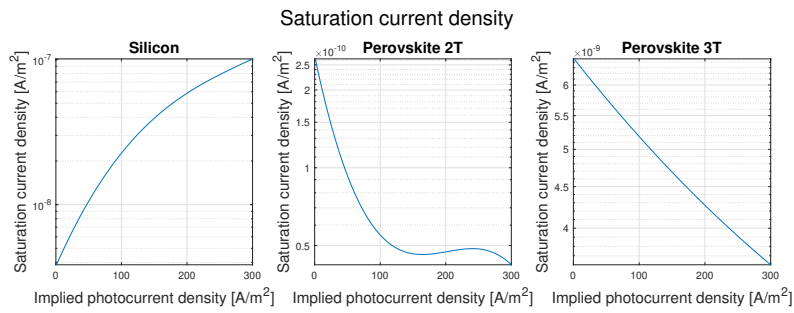 Saturation current density
Silicon
Saturation current density [A/m²]
10⁻⁷
10⁻⁸
0 100 200 300
Implied photocurrent density [A/m²]
Perovskite 2T
×10⁻¹⁰
Saturation current density [A/m²]
2.5
2
1.5
1
0.5
0 100 200 300
Implied photocurrent density [A/m²]
Perovskite 3T
×10⁻⁹
Saturation current density [A/m²]
6
5.5
5
4.5
4
0 100 200 300
Implied photocurrent density [A/m²]